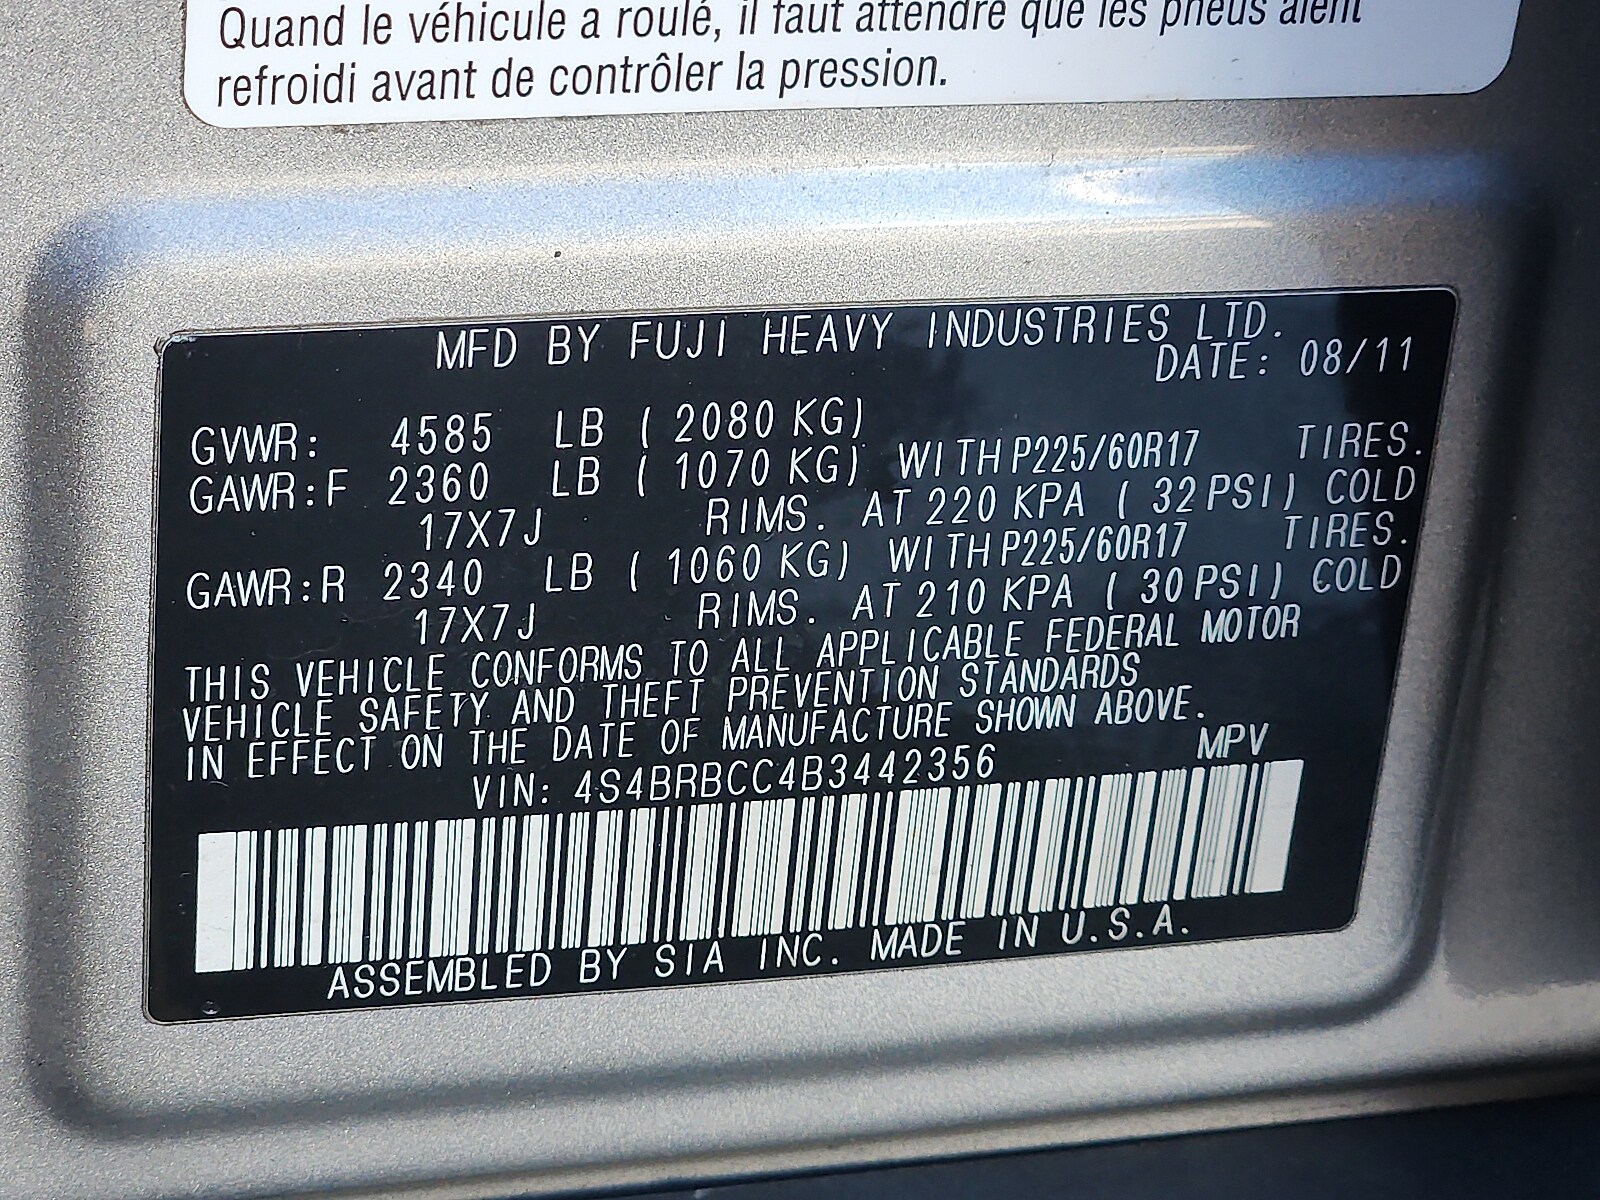 Quand le véhicule a roulé, il faut attendre que les pneus aient
refroidi avant de contrôler la pression.
MFD BY FUJI HEAVY INDUSTRIES LTD.
DATE: 08/11
GVWR: 4585 LB ( 2080 KG)
GAWR:F 2360 LB ( 1070 KG) WITH P225/60R17 TIRES.
17X7J RIMS. AT 220 KPA ( 32 PSI) COLD
GAWR:R 2340 LB ( 1060 KG) WITH P225/60R17 TIRES.
17X7J RIMS. AT 210 KPA ( 30 PSI) COLD
THIS VEHICLE CONFORMS TO ALL APPLICABLE FEDERAL MOTOR
VEHICLE SAFETY AND THEFT PREVENTION STANDARDS
IN EFFECT ON THE DATE OF MANUFACTURE SHOWN ABOVE.
VIN: 4S4BRBCC4B3442356 MPV
ASSEMBLED BY SIA INC. MADE IN U.S.A.